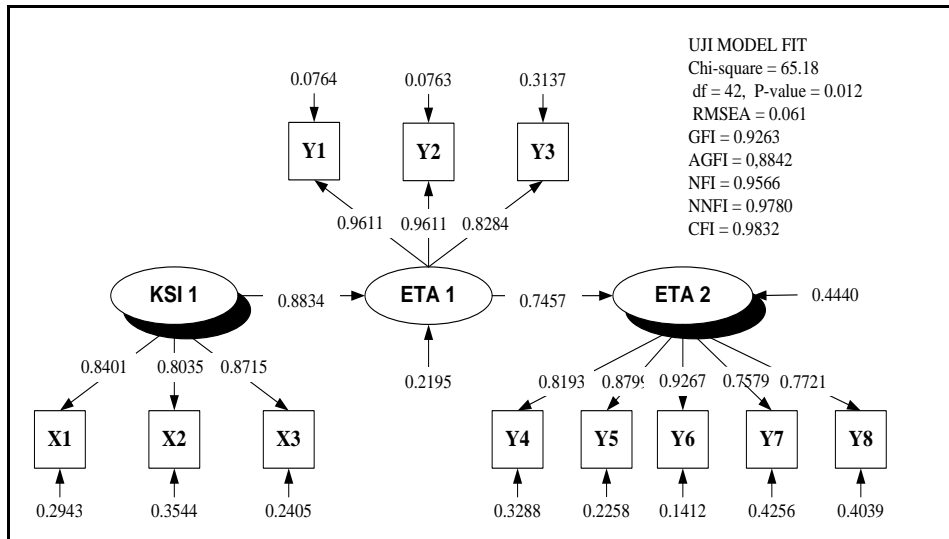 UJI MODEL FIT
Chi-square = 65.18
df = 42, P-value = 0.012
RMSEA = 0.061
GFI = 0.9263
AGFI = 0,8842
NFI = 0.9566
NNFI = 0.9780
CFI = 0.9832
0.0764 0.0763 0.3137
Y1 Y2 Y3
0.9611 0.9611 0.8284
KSI 1 0.8834 ETA 1 0.7457 ETA 2 0.4440
0.2195
0.8401 0.8035 0.8715
0.8193 0.8799 0.9267 0.7579 0.7721
X1 X2 X3 Y4 Y5 Y6 Y7 Y8
0.2943 0.3544 0.2405 0.3288 0.2258 0.1412 0.4256 0.4039